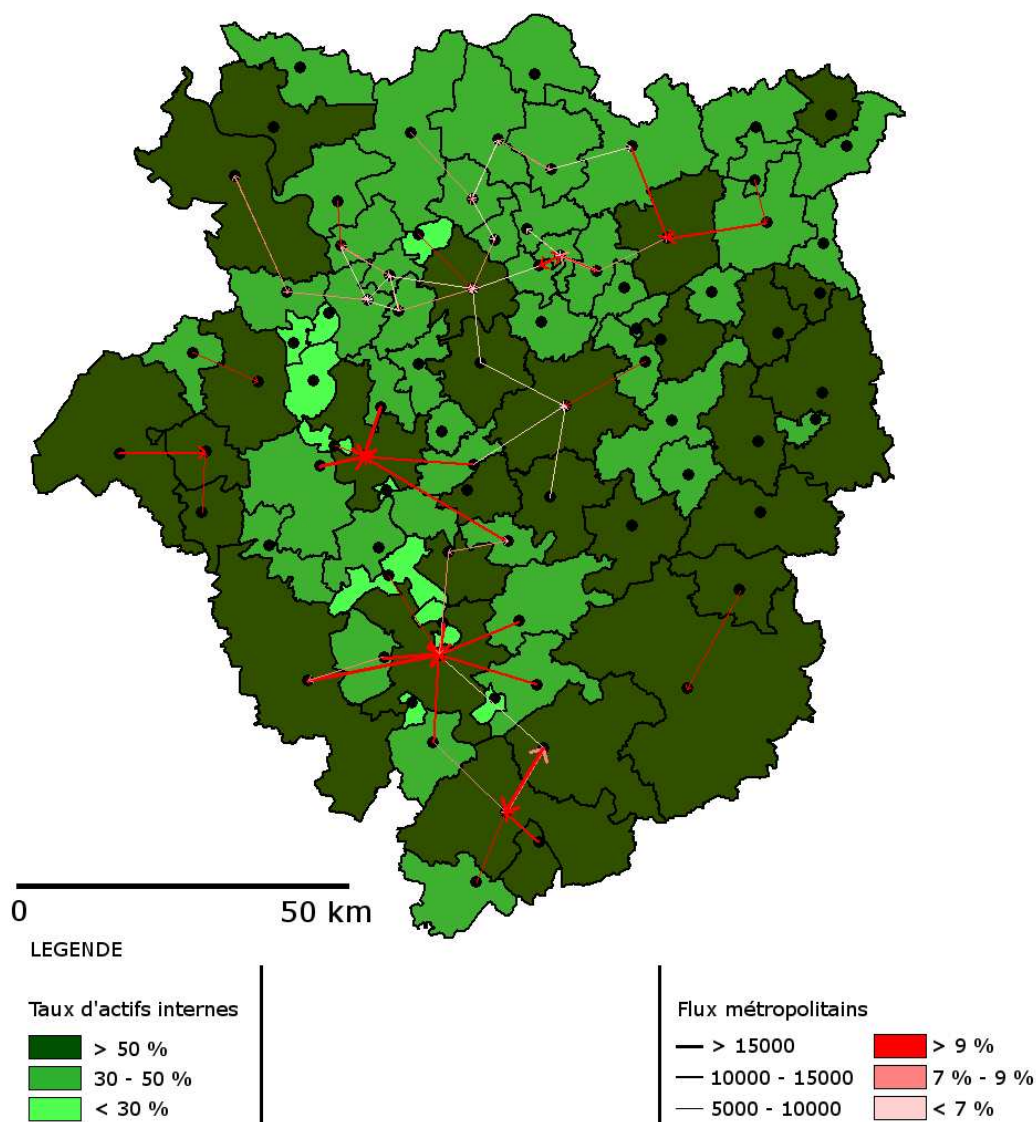 0 50 km
LEGENDE
Taux d'actifs internes
> 50 %
30 - 50 %
< 30 %
Flux métropolitains
> 15000
10000 - 15000
5000 - 10000
> 9 %
7 % - 9 %
< 7 %